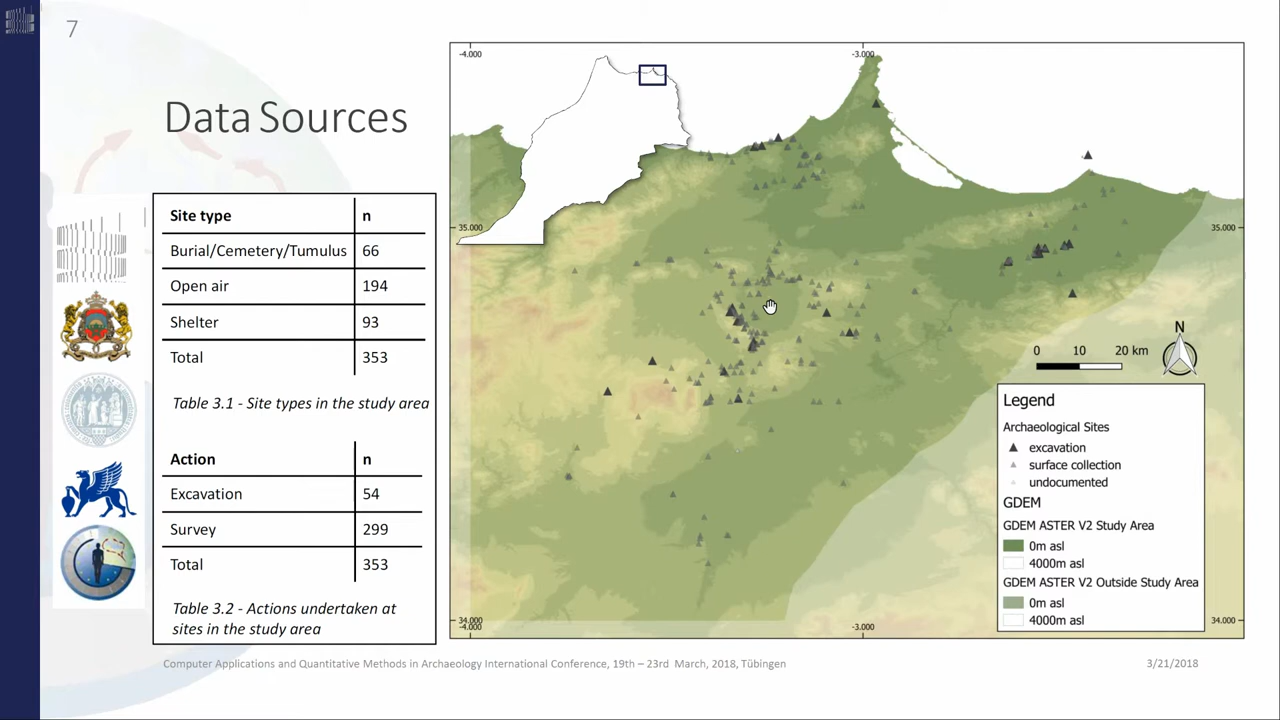 7
Data Sources
Site type n
Burial/Cemetery/Tumulus 66
Open air 194
Shelter 93
Total 353
Table 3.1 - Site types in the study area
Action n
Excavation 54
Survey 299
Total 353
Table 3.2 - Actions undertaken at
sites in the study area
-4.000 -3.000
35.000 35.000
N
0 10 20 km
Legend
Archaeological Sites
excavation
surface collection
undocumented
GDEM
GDEM ASTER V2 Study Area
0m asl
4000m asl
GDEM ASTER V2 Outside Study Area
0m asl
4000m asl
34.000 34.000
-4.000 -3.000
Computer Applications and Quantitative Methods in Archaeology International Conference, 19th – 23rd March, 2018, Tübingen 3/21/2018